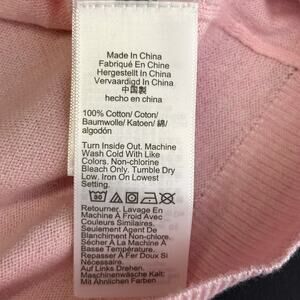 Made In China
Fabriqué En Chine
Hergestellt In China
Vervaardigd In China
中国製
hecho en china
100% Cotton/ Coton/
Baumwolle/ Katoen/ 綿/
algodón
Turn Inside Out. Machine
Wash Cold With Like
Colors. Non-chlorine
Bleach Only. Tumble Dry
Low. Iron On Lowest
Setting.
30
Retourner, Lavage En
Machine À Froid Avec
Couleurs Similaires.
Seulement Agent De
Blanchiment Non-Chlore.
Sécher À La Machine À
Basse Température.
Repasser À Fer Doux Si
Nécessaire.
Auf Links Drehen.
Maschinenwäsche Kalt:
Mit Ähnlichen Farben